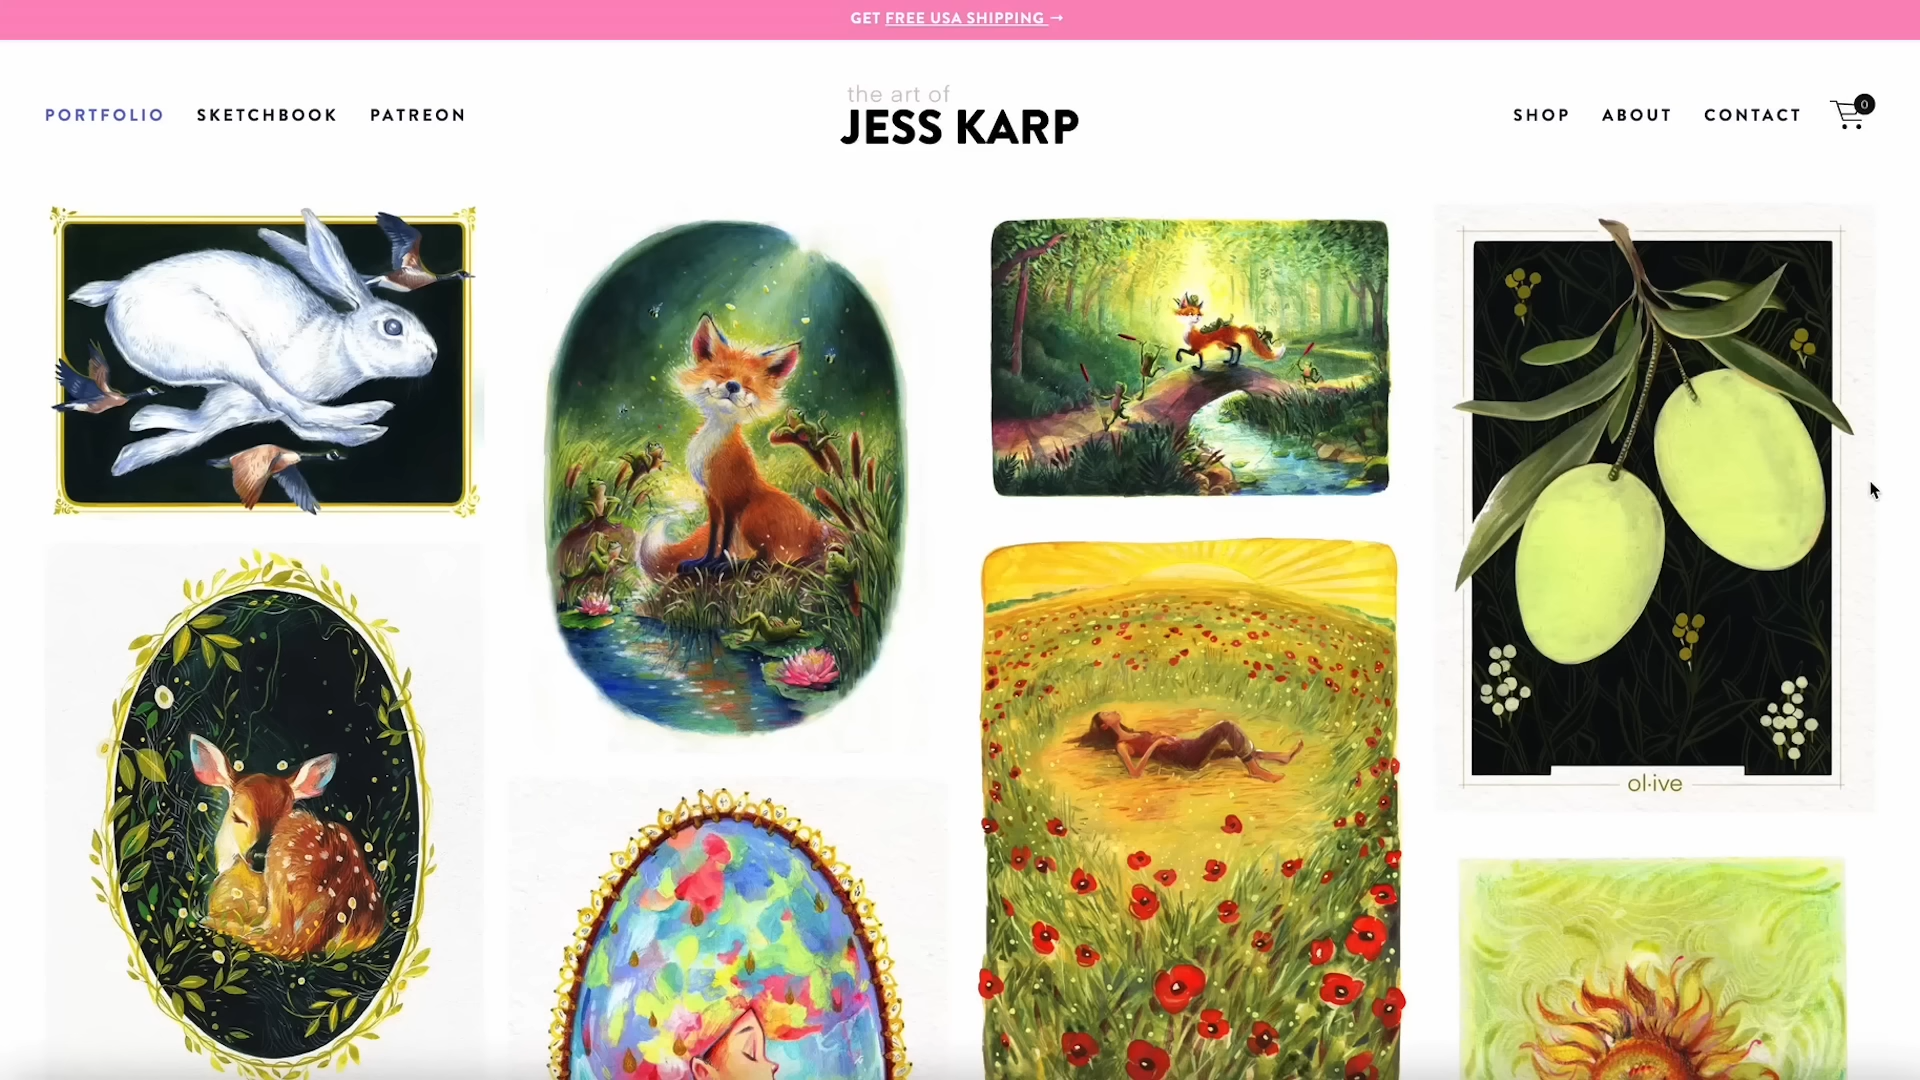 GET FREE USA SHIPPING →
PORTFOLIO SKETCHBOOK PATREON
the art of
JESS KARP
SHOP ABOUT CONTACT 0
ol·ive